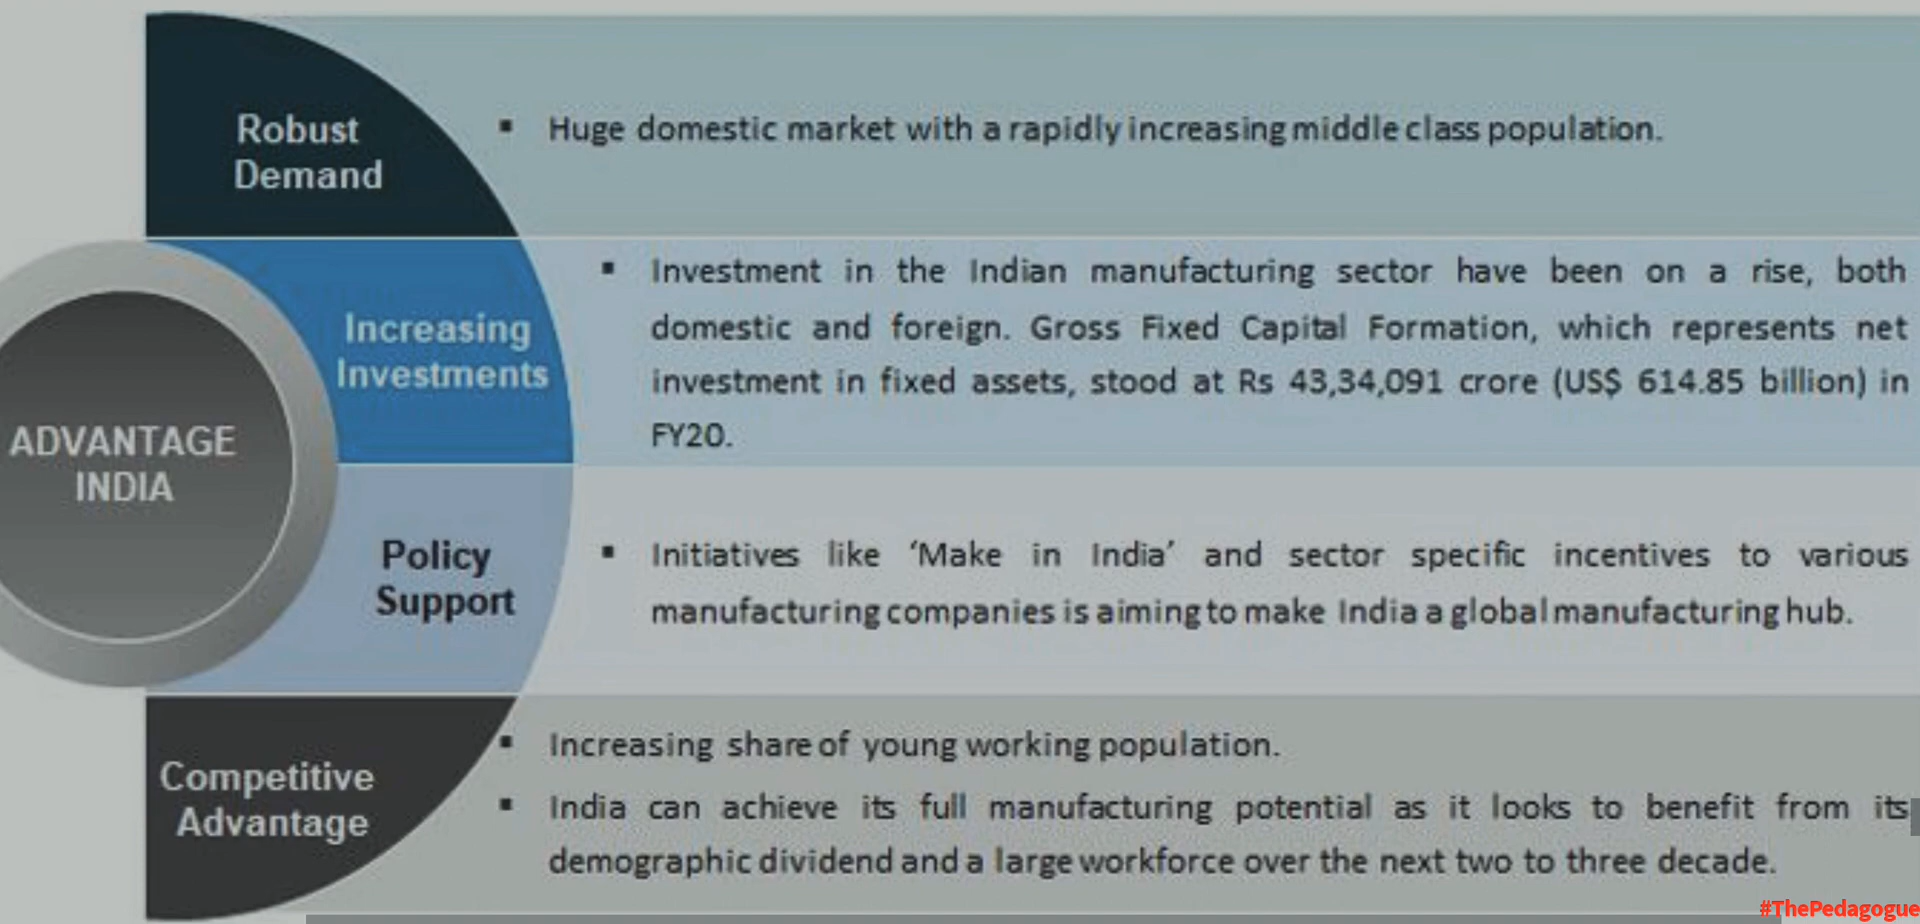 ADVANTAGE
INDIA
Robust
Demand
▪ Huge domestic market with a rapidly increasing middle class population.
Increasing
Investments
▪ Investment in the Indian manufacturing sector have been on a rise, both
domestic and foreign. Gross Fixed Capital Formation, which represents net
investment in fixed assets, stood at Rs 43,34,091 crore (US$ 614.85 billion) in
FY20.
Policy
Support
▪ Initiatives like ‘Make in India’ and sector specific incentives to various
manufacturing companies is aiming to make India a global manufacturing hub.
Competitive
Advantage
▪ Increasing share of young working population.
▪ India can achieve its full manufacturing potential as it looks to benefit from its
demographic dividend and a large workforce over the next two to three decade.
#ThePedagogue